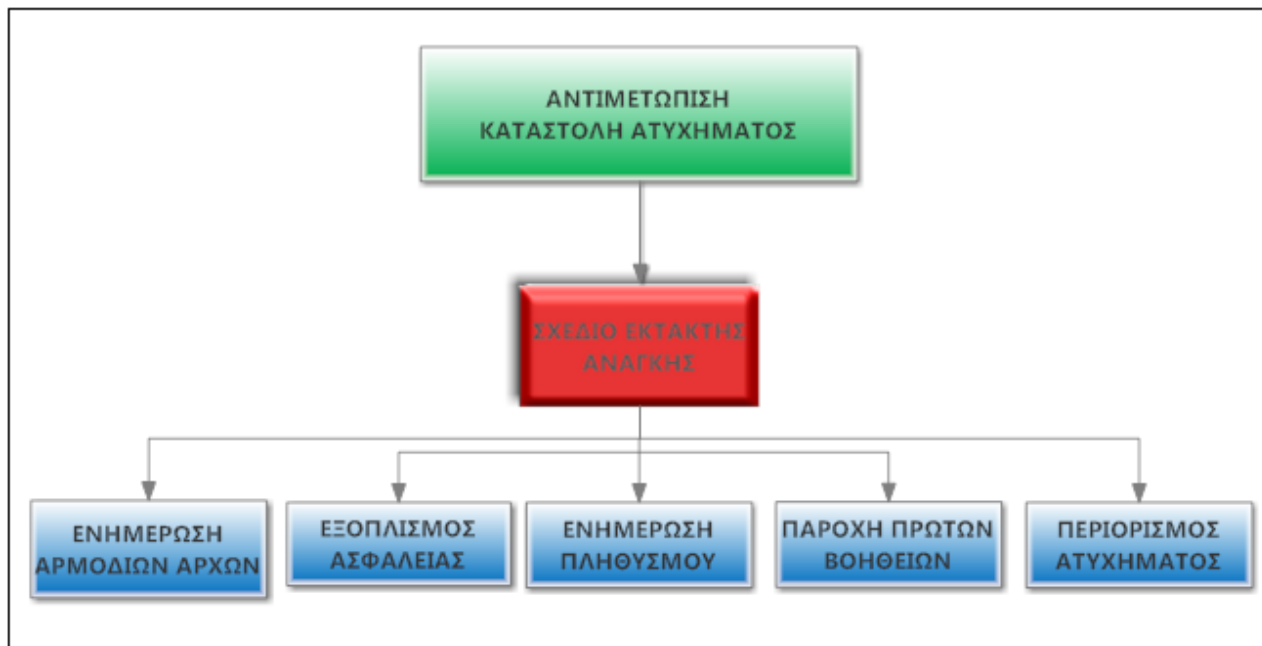 ΑΝΤΙΜΕΤΩΠΙΣΗ
ΚΑΤΑΣΤΟΛΗ ΑΤΥΧΗΜΑΤΟΣ
ΣΧΕΔΙΟ ΕΚΤΑΚΤΗΣ
ΑΝΑΓΚΗΣ
ΕΝΗΜΕΡΩΣΗ
ΑΡΜΟΔΙΩΝ ΑΡΧΩΝ
ΕΞΟΠΛΙΣΜΟΣ
ΑΣΦΑΛΕΙΑΣ
ΕΝΗΜΕΡΩΣΗ
ΠΛΗΘΥΣΜΟΥ
ΠΑΡΟΧΗ ΠΡΩΤΩΝ
ΒΟΗΘΕΙΩΝ
ΠΕΡΙΟΡΙΣΜΟΣ
ΑΤΥΧΗΜΑΤΟΣ